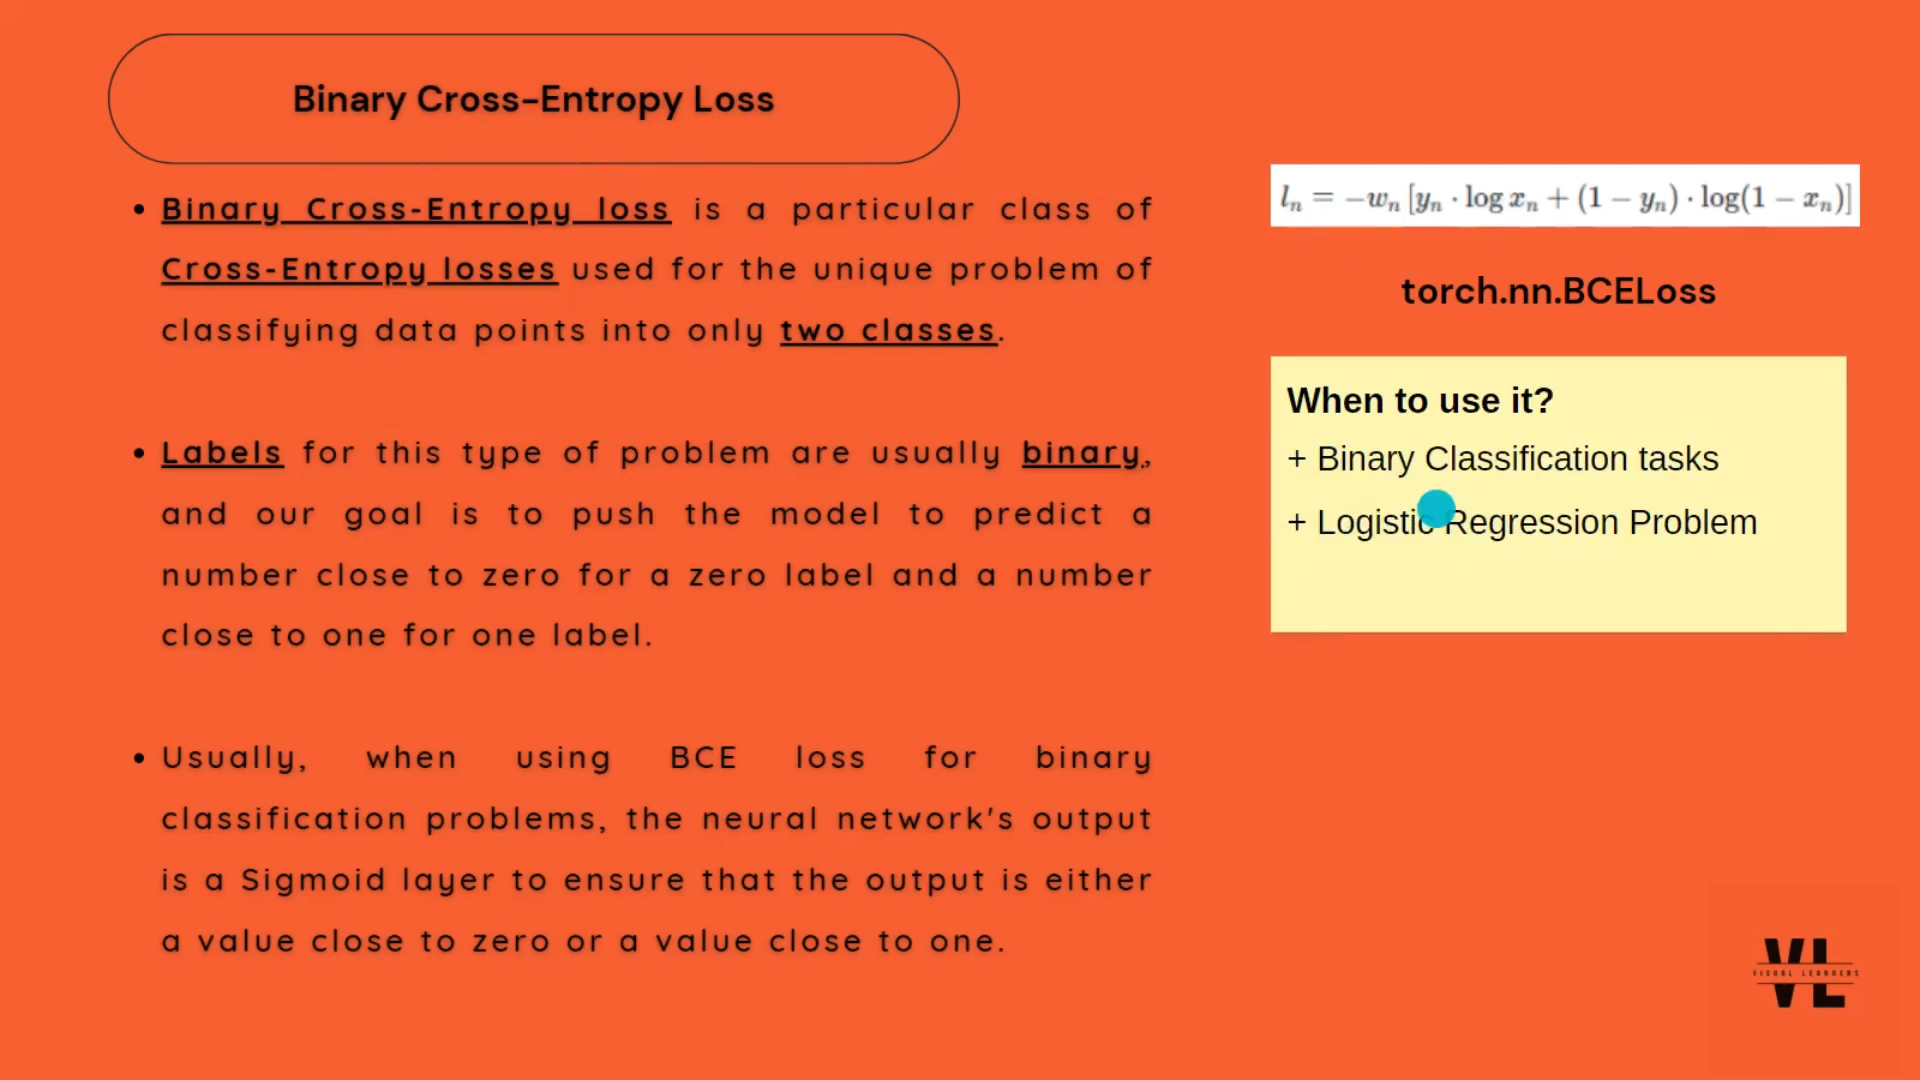 Binary Cross-Entropy Loss
Binary Cross-Entropy loss is a particular class of
Cross-Entropy losses used for the unique problem of
classifying data points into only two classes.
Labels for this type of problem are usually binary,
and our goal is to push the model to predict a
number close to zero for a zero label and a number
close to one for one label.
Usually, when using BCE loss for binary
classification problems, the neural network's output
is a Sigmoid layer to ensure that the output is either
a value close to zero or a value close to one.
lₙ = −wₙ [yₙ · log xₙ + (1 − yₙ) · log(1 − xₙ)]
torch.nn.BCELoss
When to use it?
+ Binary Classification tasks
+ Logistic Regression Problem
VL
VISUAL LEARNERS